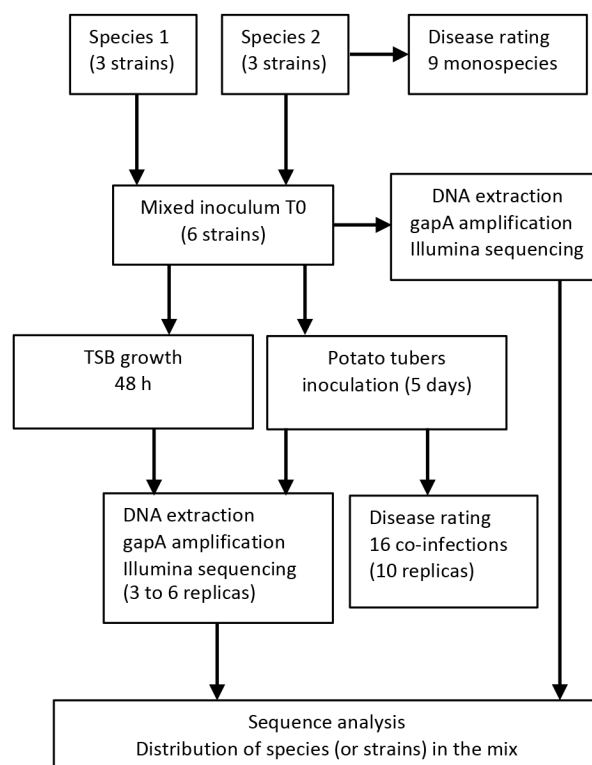 Species 1
(3 strains)
Species 2
(3 strains)
Disease rating
9 monospecies
Mixed inoculum T0
(6 strains)
DNA extraction
gapA amplification
Illumina sequencing
TSB growth
48 h
Potato tubers
inoculation (5 days)
DNA extraction
gapA amplification
Illumina sequencing
(3 to 6 replicas)
Disease rating
16 co-infections
(10 replicas)
Sequence analysis
Distribution of species (or strains) in the mix